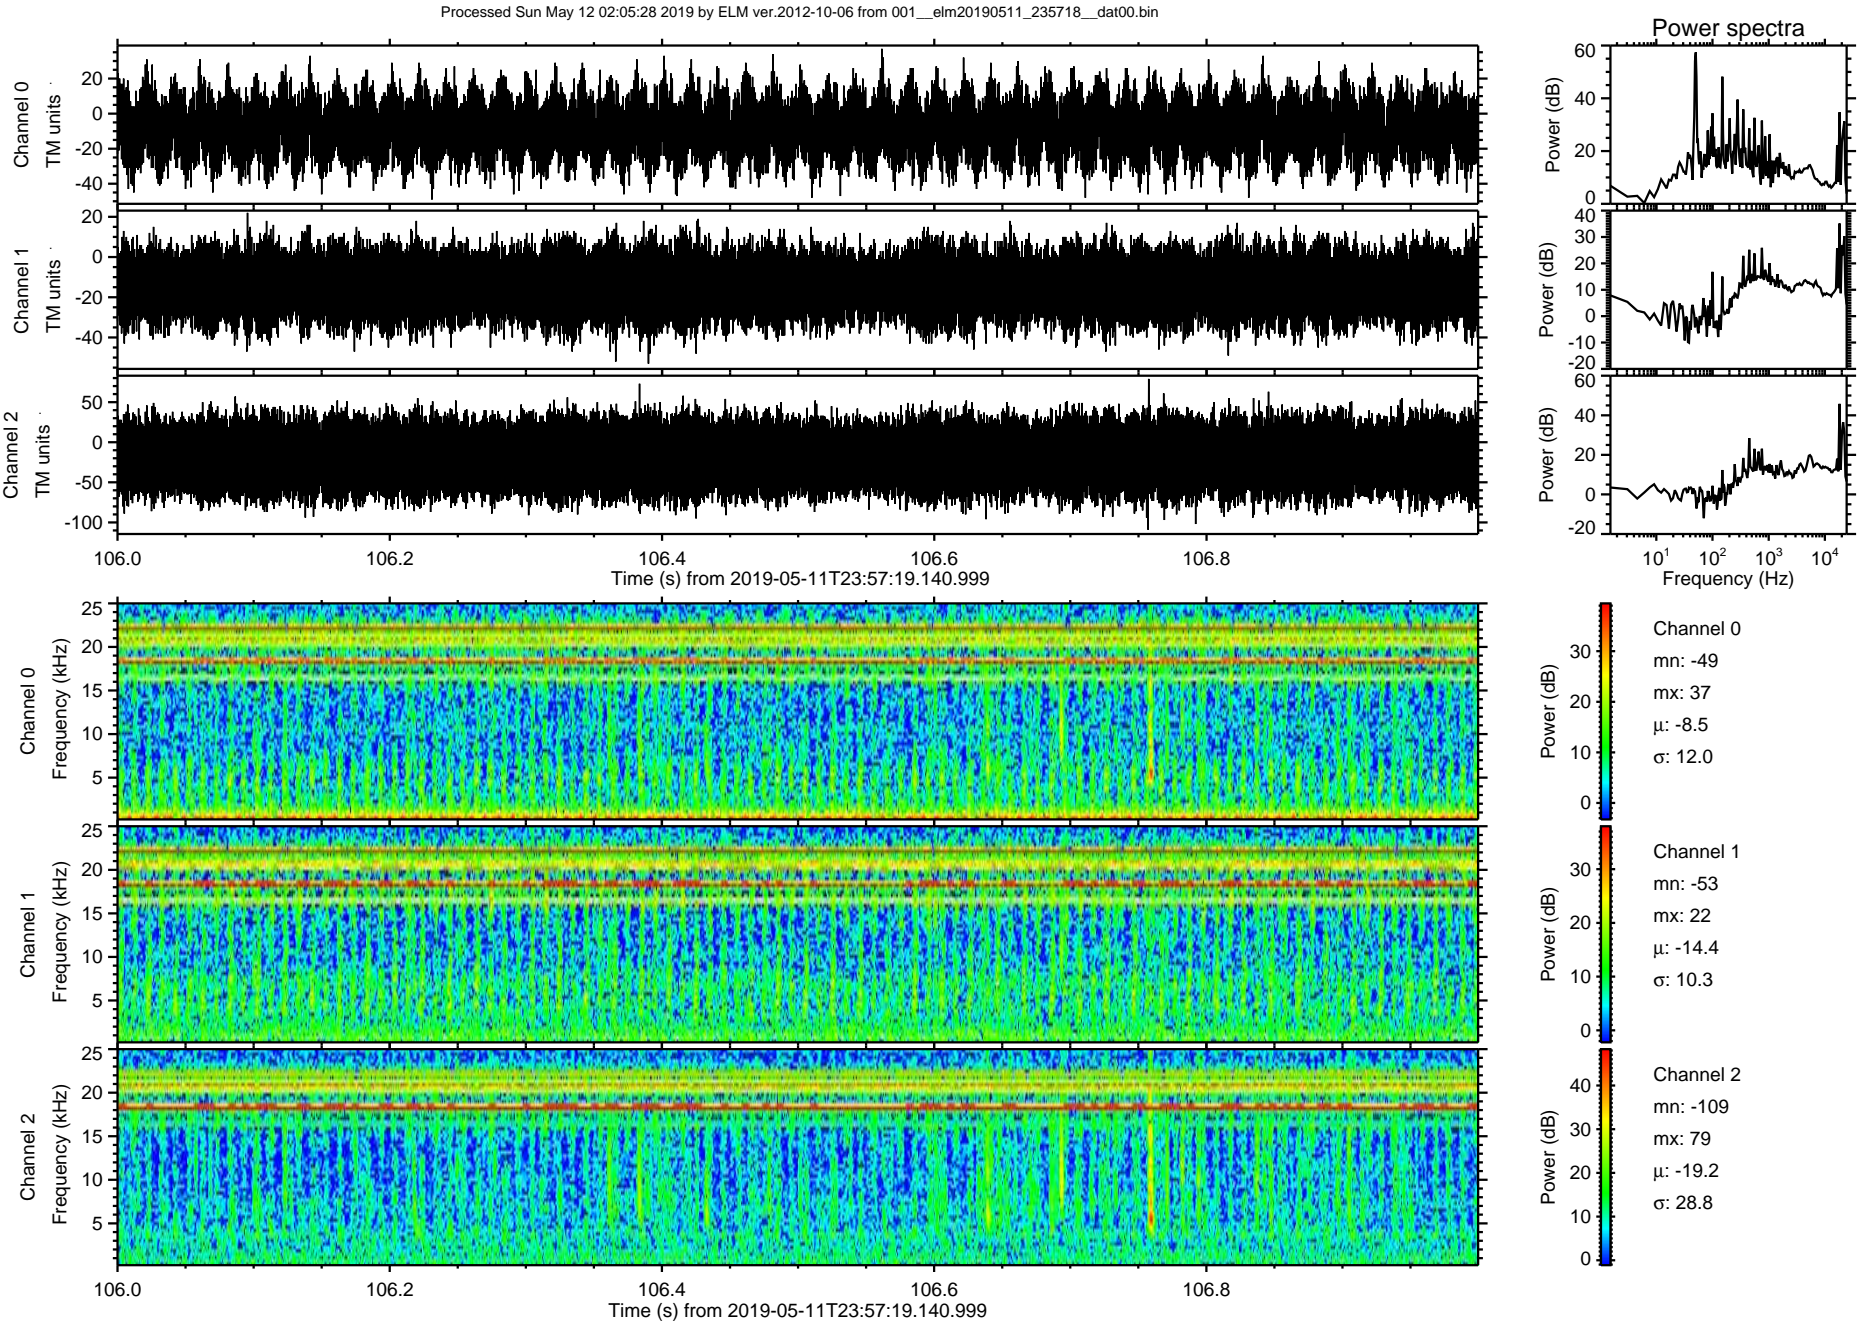 Processed Sun May 12 02:05:28 2019 by ELM ver.2012-10-06 from 001__elm20190511_235718__dat00.bin
Power spectra
Channel 0
TM units
20
0
-20
-40
Power (dB)
60
40
20
0
Channel 1
TM units
20
0
-20
-40
Power (dB)
40
30
20
10
0
-10
-20
Channel 2
TM units
50
0
-50
-100
Power (dB)
60
40
20
0
-20
106.0 106.2 106.4 106.6 106.8
Time (s) from 2019-05-11T23:57:19.140.999
10¹ 10² 10³ 10⁴
Frequency (Hz)
Channel 0
Frequency (kHz)
25
20
15
10
5
Power (dB)
30
20
10
0
Channel 0
mn: -49
mx: 37
μ: -8.5
σ: 12.0
Channel 1
Frequency (kHz)
25
20
15
10
5
Power (dB)
30
20
10
0
Channel 1
mn: -53
mx: 22
μ: -14.4
σ: 10.3
Channel 2
Frequency (kHz)
25
20
15
10
5
Power (dB)
40
30
20
10
0
Channel 2
mn: -109
mx: 79
μ: -19.2
σ: 28.8
106.0 106.2 106.4 106.6 106.8
Time (s) from 2019-05-11T23:57:19.140.999